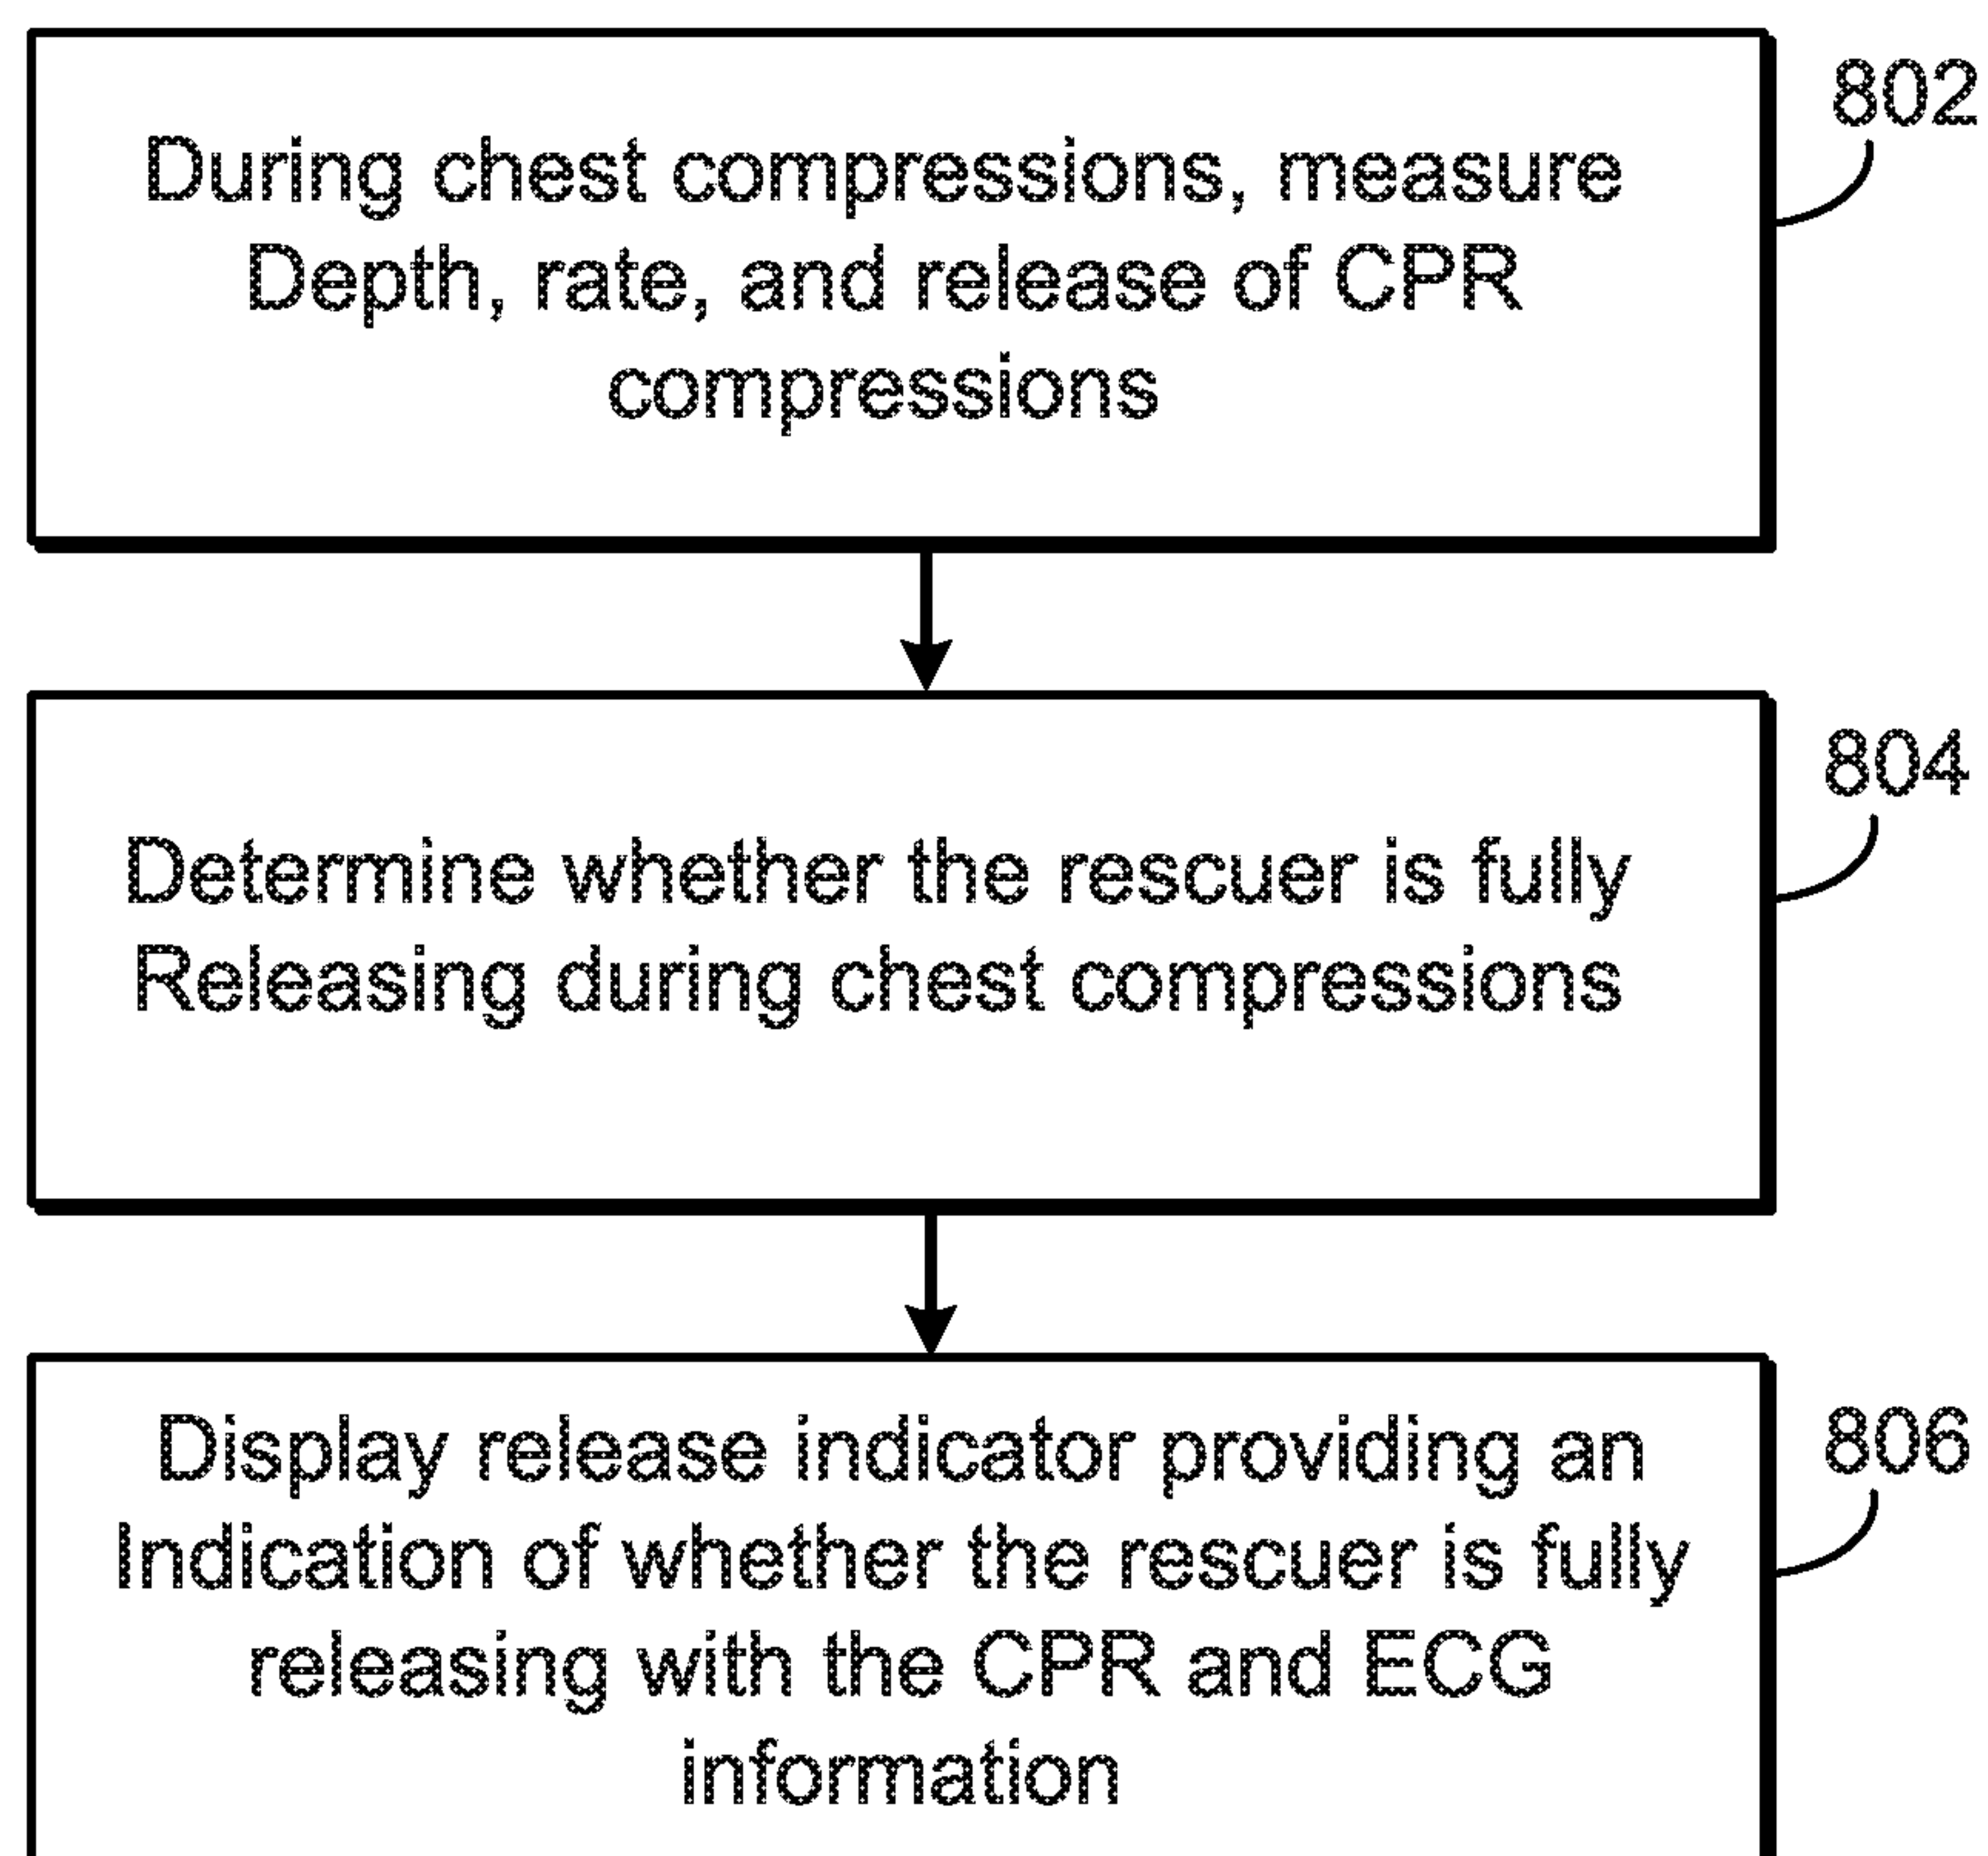 During chest compressions, measure
Depth, rate, and release of CPR
compressions
802
Determine whether the rescuer is fully
Releasing during chest compressions
804
Display release indicator providing an
Indication of whether the rescuer is fully
releasing with the CPR and ECG
information
806